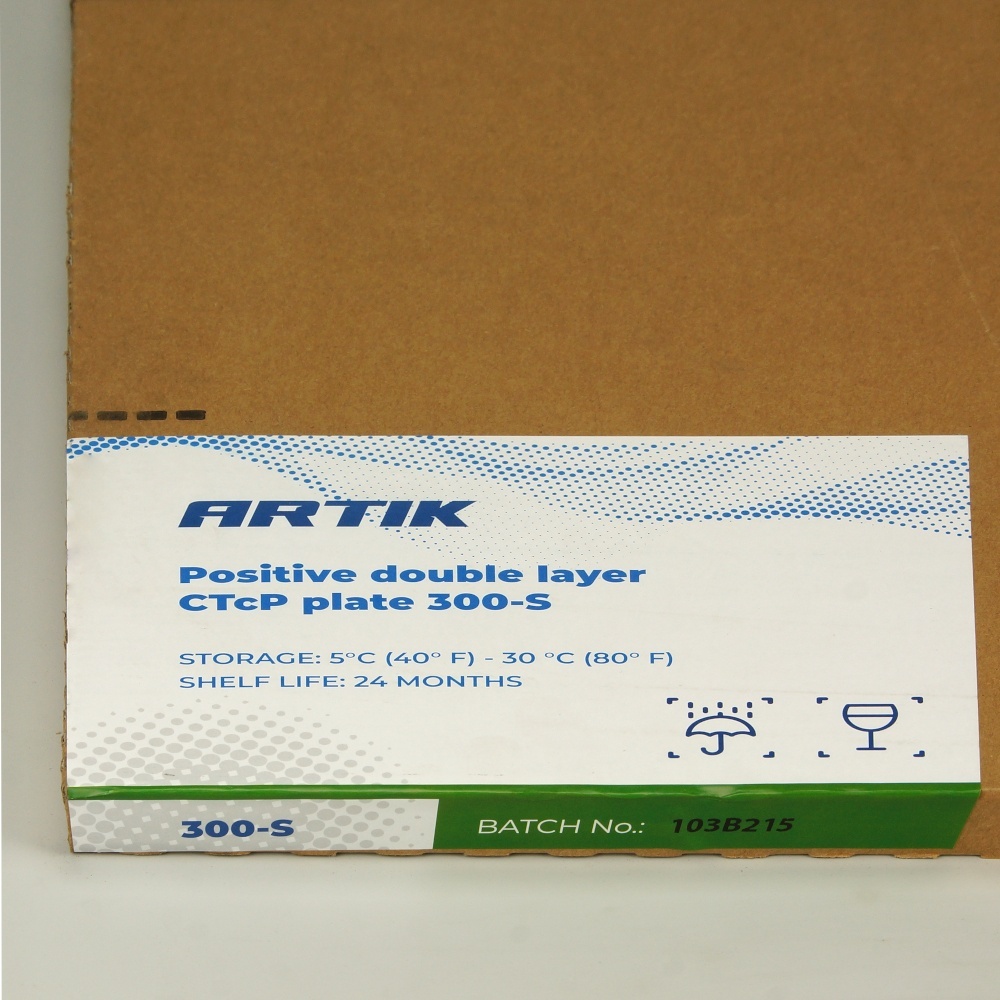 ARTIK
Positive double layer
CTcP plate 300-S
STORAGE: 5°C (40° F) - 30 °C (80° F)
SHELF LIFE: 24 MONTHS
300-S
BATCH No.: 103B215